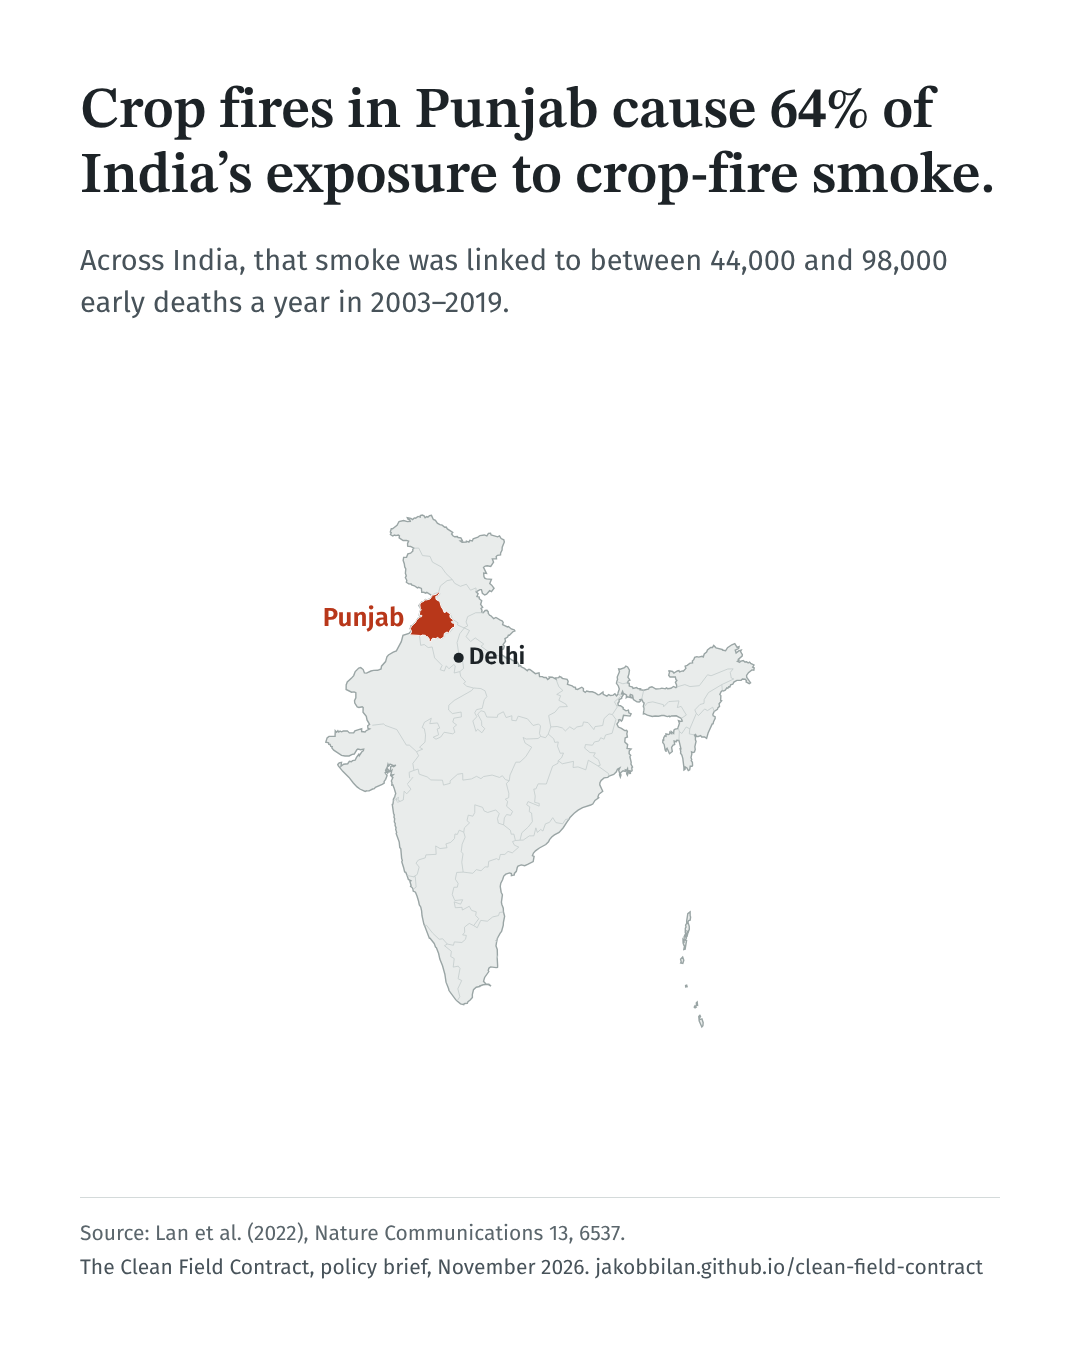 Crop fires in Punjab cause 64% of
India’s exposure to crop-fire smoke.
Across India, that smoke was linked to between 44,000 and 98,000
early deaths a year in 2003–2019.
Punjab
Delhi
Source: Lan et al. (2022), Nature Communications 13, 6537.
The Clean Field Contract, policy brief, November 2026. jakobbilan.github.io/clean-field-contract